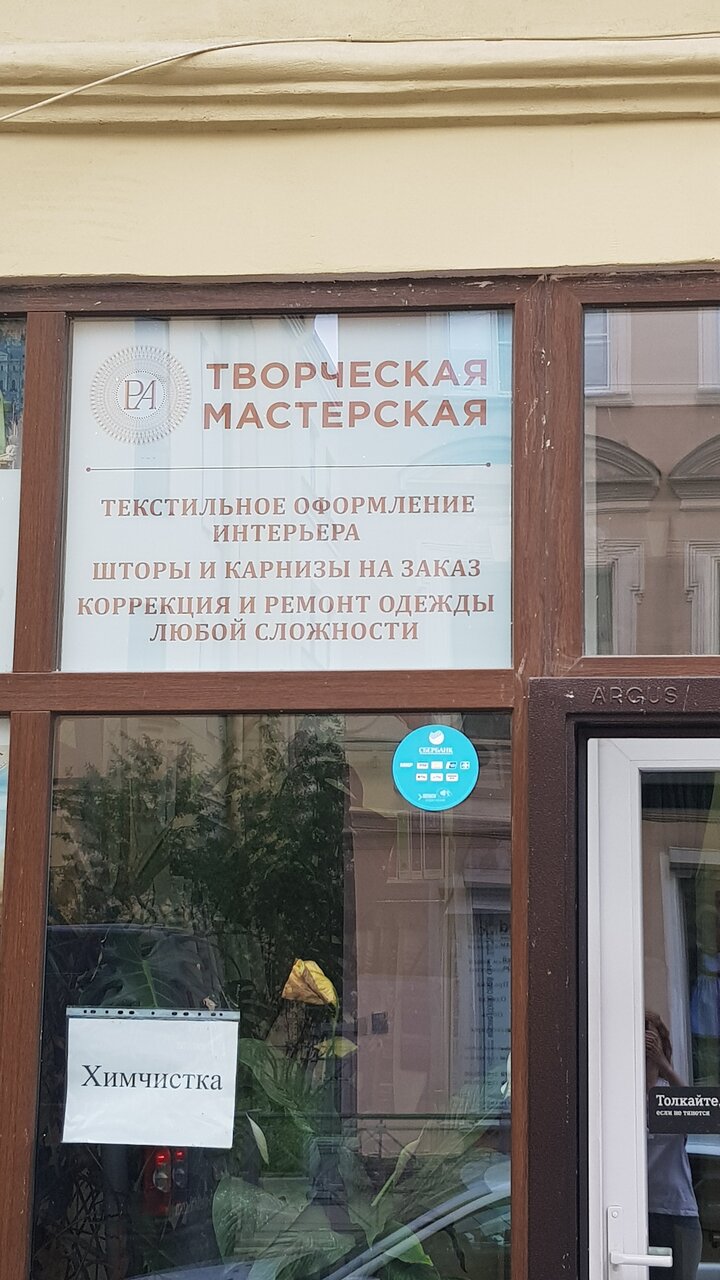 РА
ТВОРЧЕСКАЯ
МАСТЕРСКАЯ
ТЕКСТИЛЬНОЕ ОФОРМЛЕНИЕ
ИНТЕРЬЕРА
ШТОРЫ И КАРНИЗЫ НА ЗАКАЗ
КОРРЕКЦИЯ И РЕМОНТ ОДЕЖДЫ
ЛЮБОЙ СЛОЖНОСТИ
ARGUS
СБЕРБАНК
Химчистка
Толкайте,
если не тянется